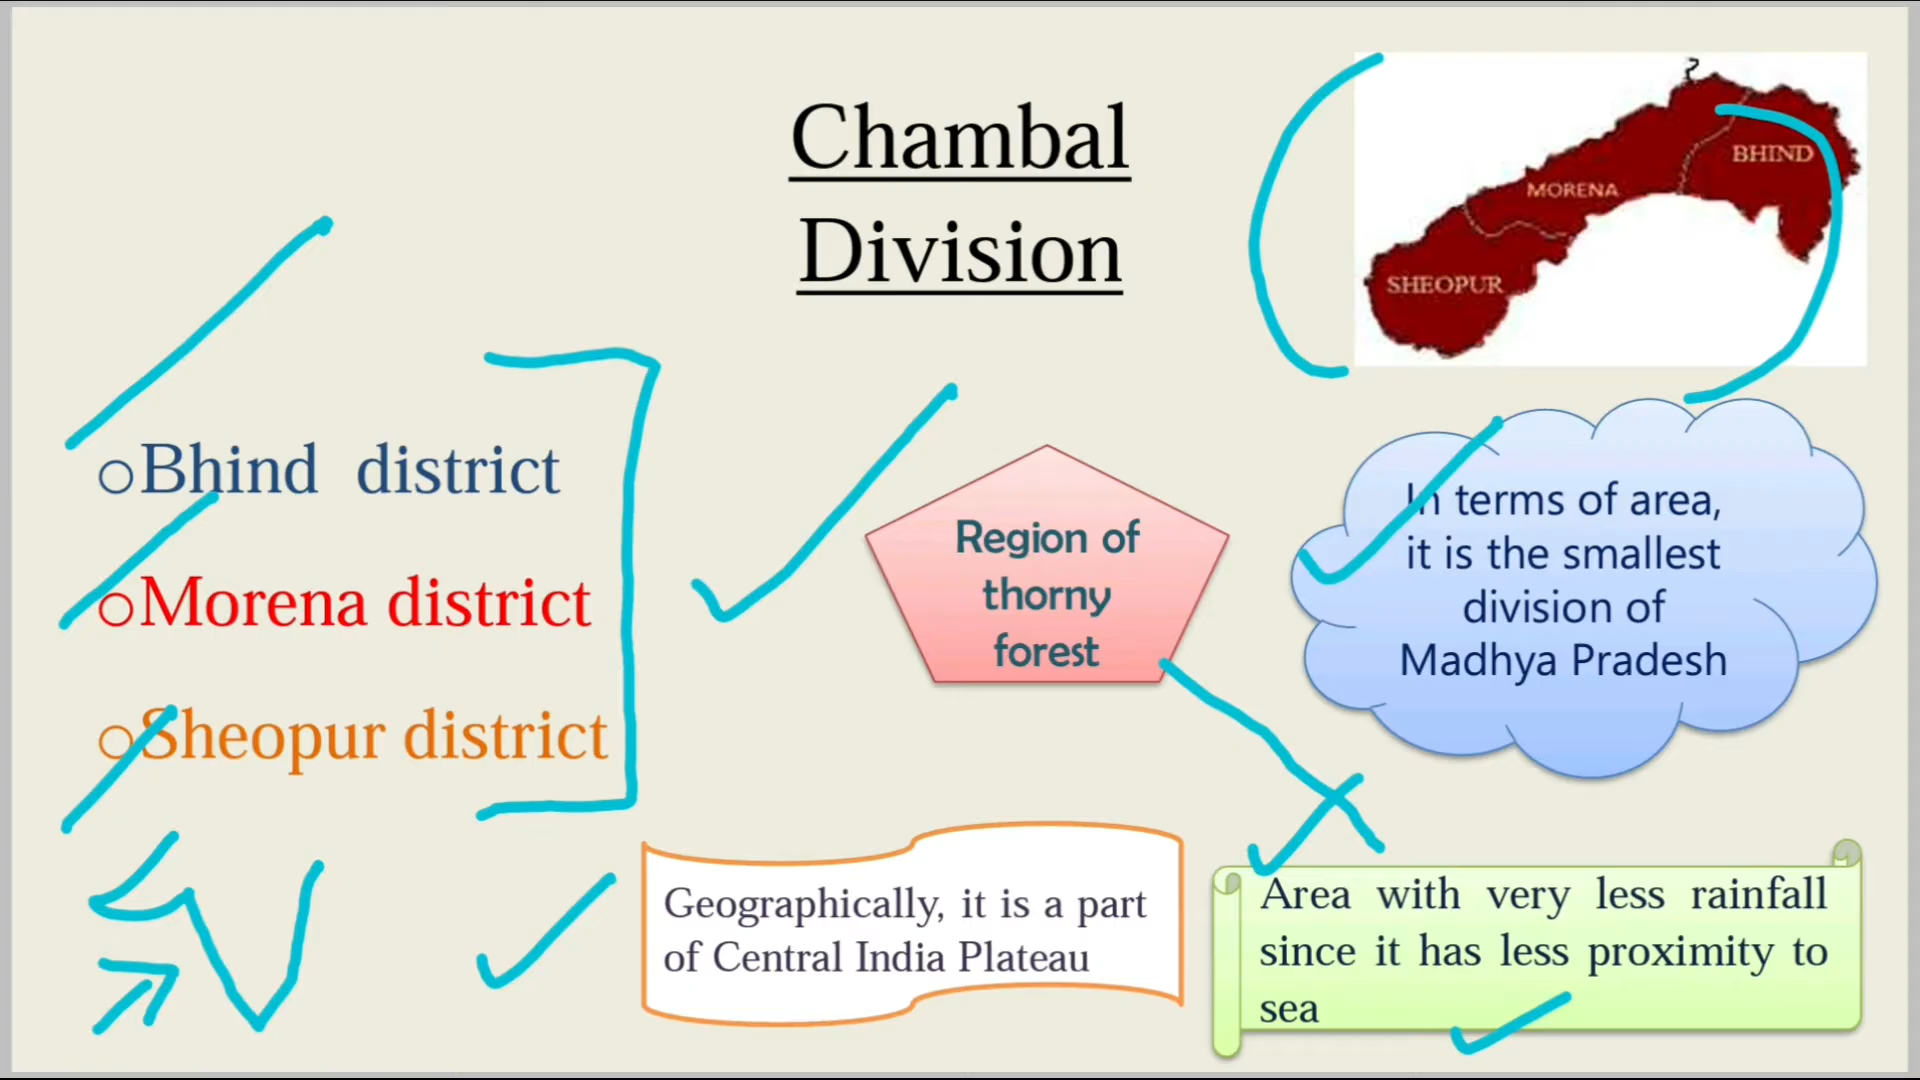 Chambal
Division
BHIND
MORENA
SHEOPUR
oBhind district
oMorena district
oSheopur district
Region of
thorny
forest
In terms of area,
it is the smallest
division of
Madhya Pradesh
Geographically, it is a part
of Central India Plateau
Area with very less rainfall
since it has less proximity to
sea